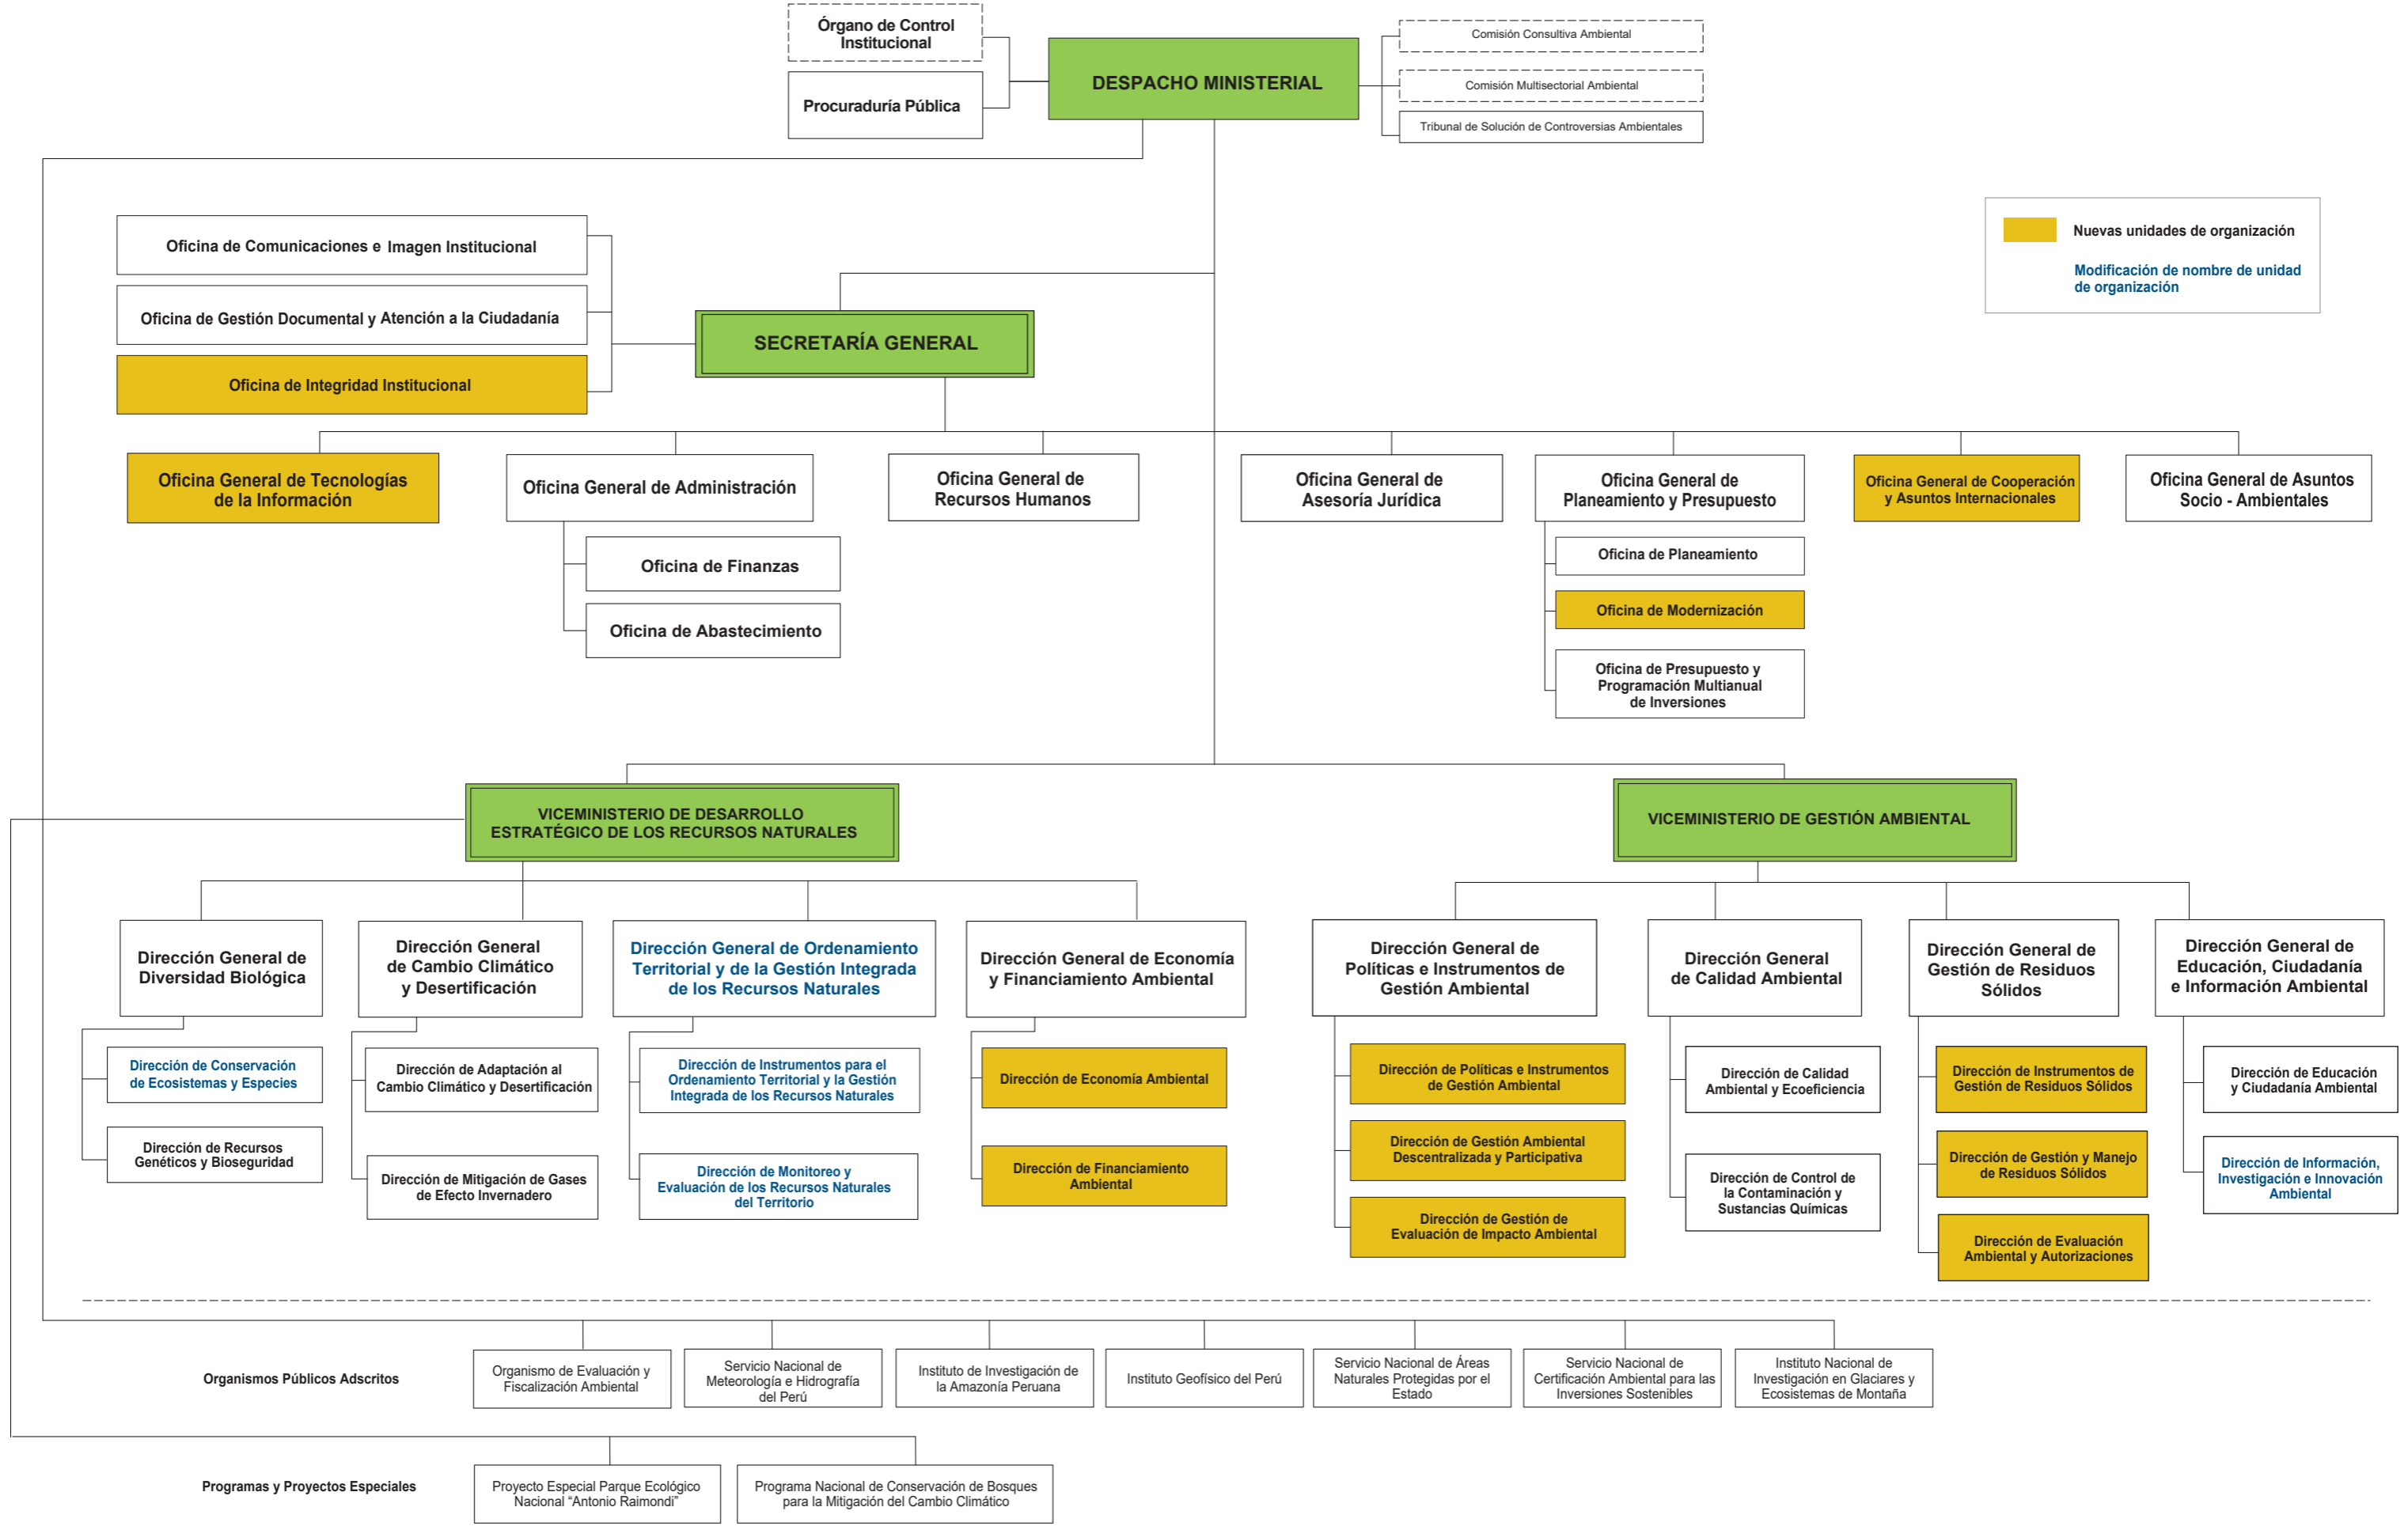 Órgano de Control
Institucional
Procuraduría Pública
DESPACHO MINISTERIAL
Comisión Consultiva Ambiental
Comisión Multisectorial Ambiental
Tribunal de Solución de Controversias Ambientales
Nuevas unidades de organización
Modificación de nombre de unidad
de organización
Oficina de Comunicaciones e Imagen Institucional
Oficina de Gestión Documental y Atención a la Ciudadanía
Oficina de Integridad Institucional
SECRETARÍA GENERAL
Oficina General de Tecnologías
de la Información
Oficina General de Administración
Oficina de Finanzas
Oficina de Abastecimiento
Oficina General de
Recursos Humanos
Oficina General de
Asesoría Jurídica
Oficina General de
Planeamiento y Presupuesto
Oficina de Planeamiento
Oficina de Modernización
Oficina de Presupuesto y
Programación Multianual
de Inversiones
Oficina General de Cooperación
y Asuntos Internacionales
Oficina General de Asuntos
Socio - Ambientales
VICEMINISTERIO DE DESARROLLO
ESTRATÉGICO DE LOS RECURSOS NATURALES
VICEMINISTERIO DE GESTIÓN AMBIENTAL
Dirección General de
Diversidad Biológica
Dirección de Conservación
de Ecosistemas y Especies
Dirección de Recursos
Genéticos y Bioseguridad
Dirección General
de Cambio Climático
y Desertificación
Dirección de Adaptación al
Cambio Climático y Desertificación
Dirección de Mitigación de Gases
de Efecto Invernadero
Dirección General de Ordenamiento
Territorial y de la Gestión Integrada
de los Recursos Naturales
Dirección de Instrumentos para el
Ordenamiento Territorial y la Gestión
Integrada de los Recursos Naturales
Dirección de Monitoreo y
Evaluación de los Recursos Naturales
del Territorio
Dirección General de Economía
y Financiamiento Ambiental
Dirección de Economía Ambiental
Dirección de Financiamiento
Ambiental
Dirección General de
Políticas e Instrumentos de
Gestión Ambiental
Dirección de Políticas e Instrumentos
de Gestión Ambiental
Dirección de Gestión Ambiental
Descentralizada y Participativa
Dirección de Gestión de
Evaluación de Impacto Ambiental
Dirección General
de Calidad Ambiental
Dirección de Calidad
Ambiental y Ecoeficiencia
Dirección de Control de
la Contaminación y
Sustancias Químicas
Dirección General de
Gestión de Residuos
Sólidos
Dirección de Instrumentos de
Gestión de Residuos Sólidos
Dirección de Gestión y Manejo
de Residuos Sólidos
Dirección de Evaluación
Ambiental y Autorizaciones
Dirección General de
Educación, Ciudadanía
e Información Ambiental
Dirección de Educación
y Ciudadanía Ambiental
Dirección de Información,
Investigación e Innovación
Ambiental
Organismos Públicos Adscritos
Organismo de Evaluación y
Fiscalización Ambiental
Servicio Nacional de
Meteorología e Hidrografía
del Perú
Instituto de Investigación de
la Amazonía Peruana
Instituto Geofísico del Perú
Servicio Nacional de Áreas
Naturales Protegidas por el
Estado
Servicio Nacional de
Certificación Ambiental para las
Inversiones Sostenibles
Instituto Nacional de
Investigación en Glaciares y
Ecosistemas de Montaña
Programas y Proyectos Especiales
Proyecto Especial Parque Ecológico
Nacional “Antonio Raimondi”
Programa Nacional de Conservación de Bosques
para la Mitigación del Cambio Climático